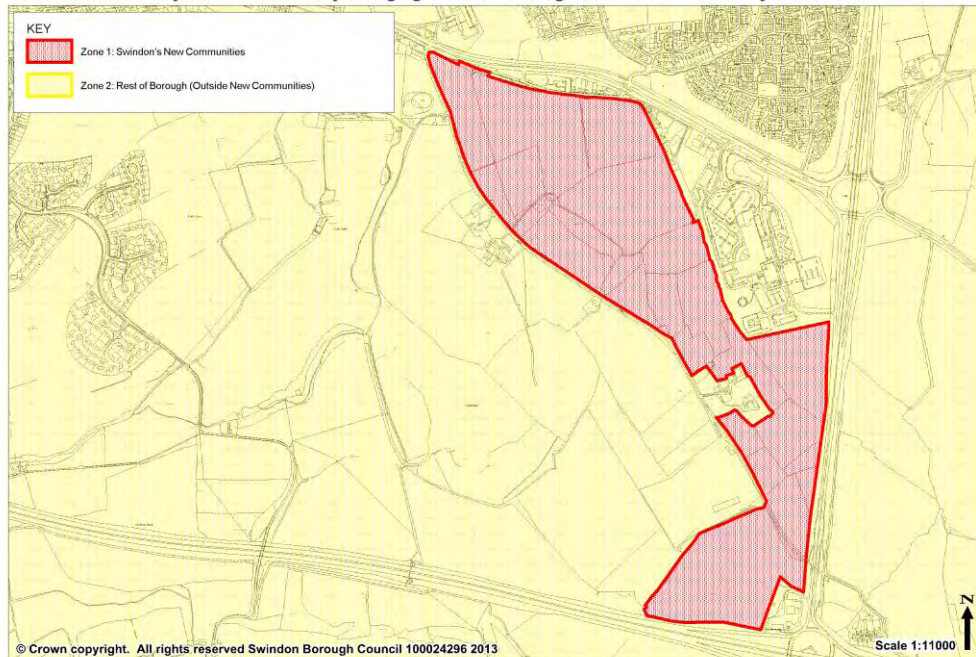 KEY
Zone 1: Swindon's New Communities
Zone 2: Rest of Borough (Outside New Communities)
N
© Crown copyright. All rights reserved Swindon Borough Council 100024296 2013
Scale 1:11000